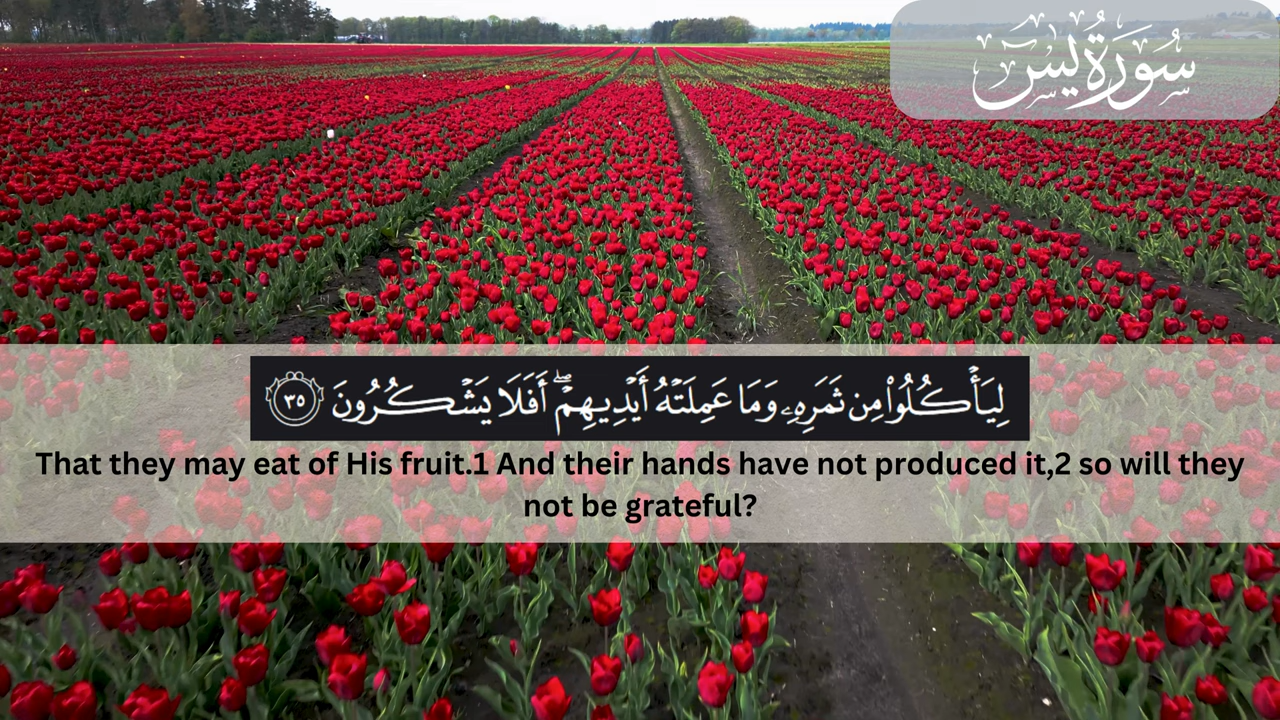 سُورَةُ يسٓ
لِيَأْكُلُوا۟ مِن ثَمَرِهِۦ وَمَا عَمِلَتْهُ أَيْدِيهِمْ ۖ أَفَلَا يَشْكُرُونَ ٣٥
That they may eat of His fruit.1 And their hands have not produced it,2 so will they
not be grateful?